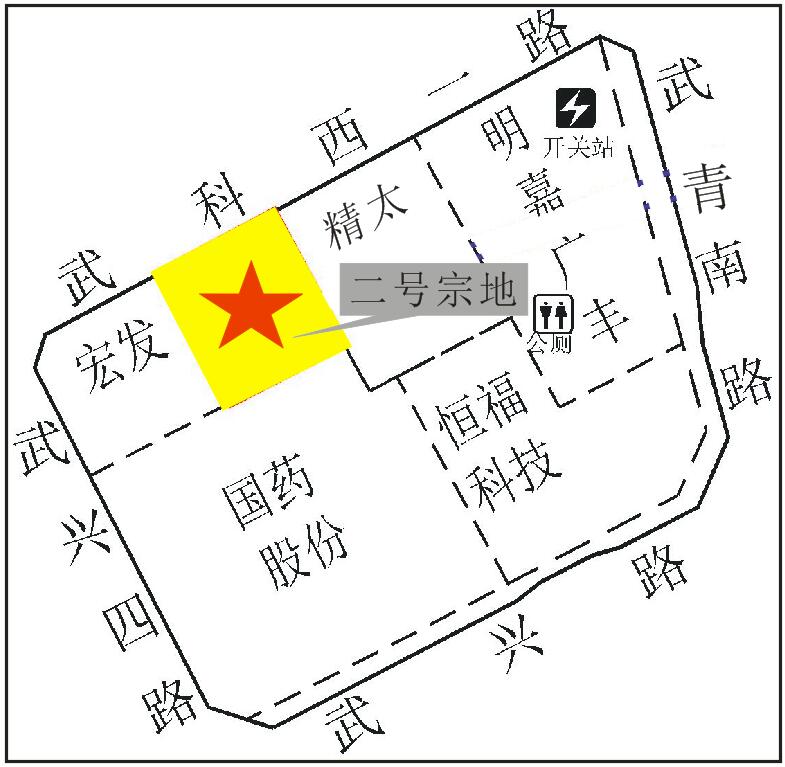 武科西一路
武青南路
明嘉
开关站
精太
广丰
二号宗地
公厕
宏发
恒福
科技
国药
股份
武兴四路
武兴路